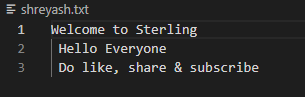 shreyash.txt
1 Welcome to Sterling
2 Hello Everyone
3 Do like, share & subscribe